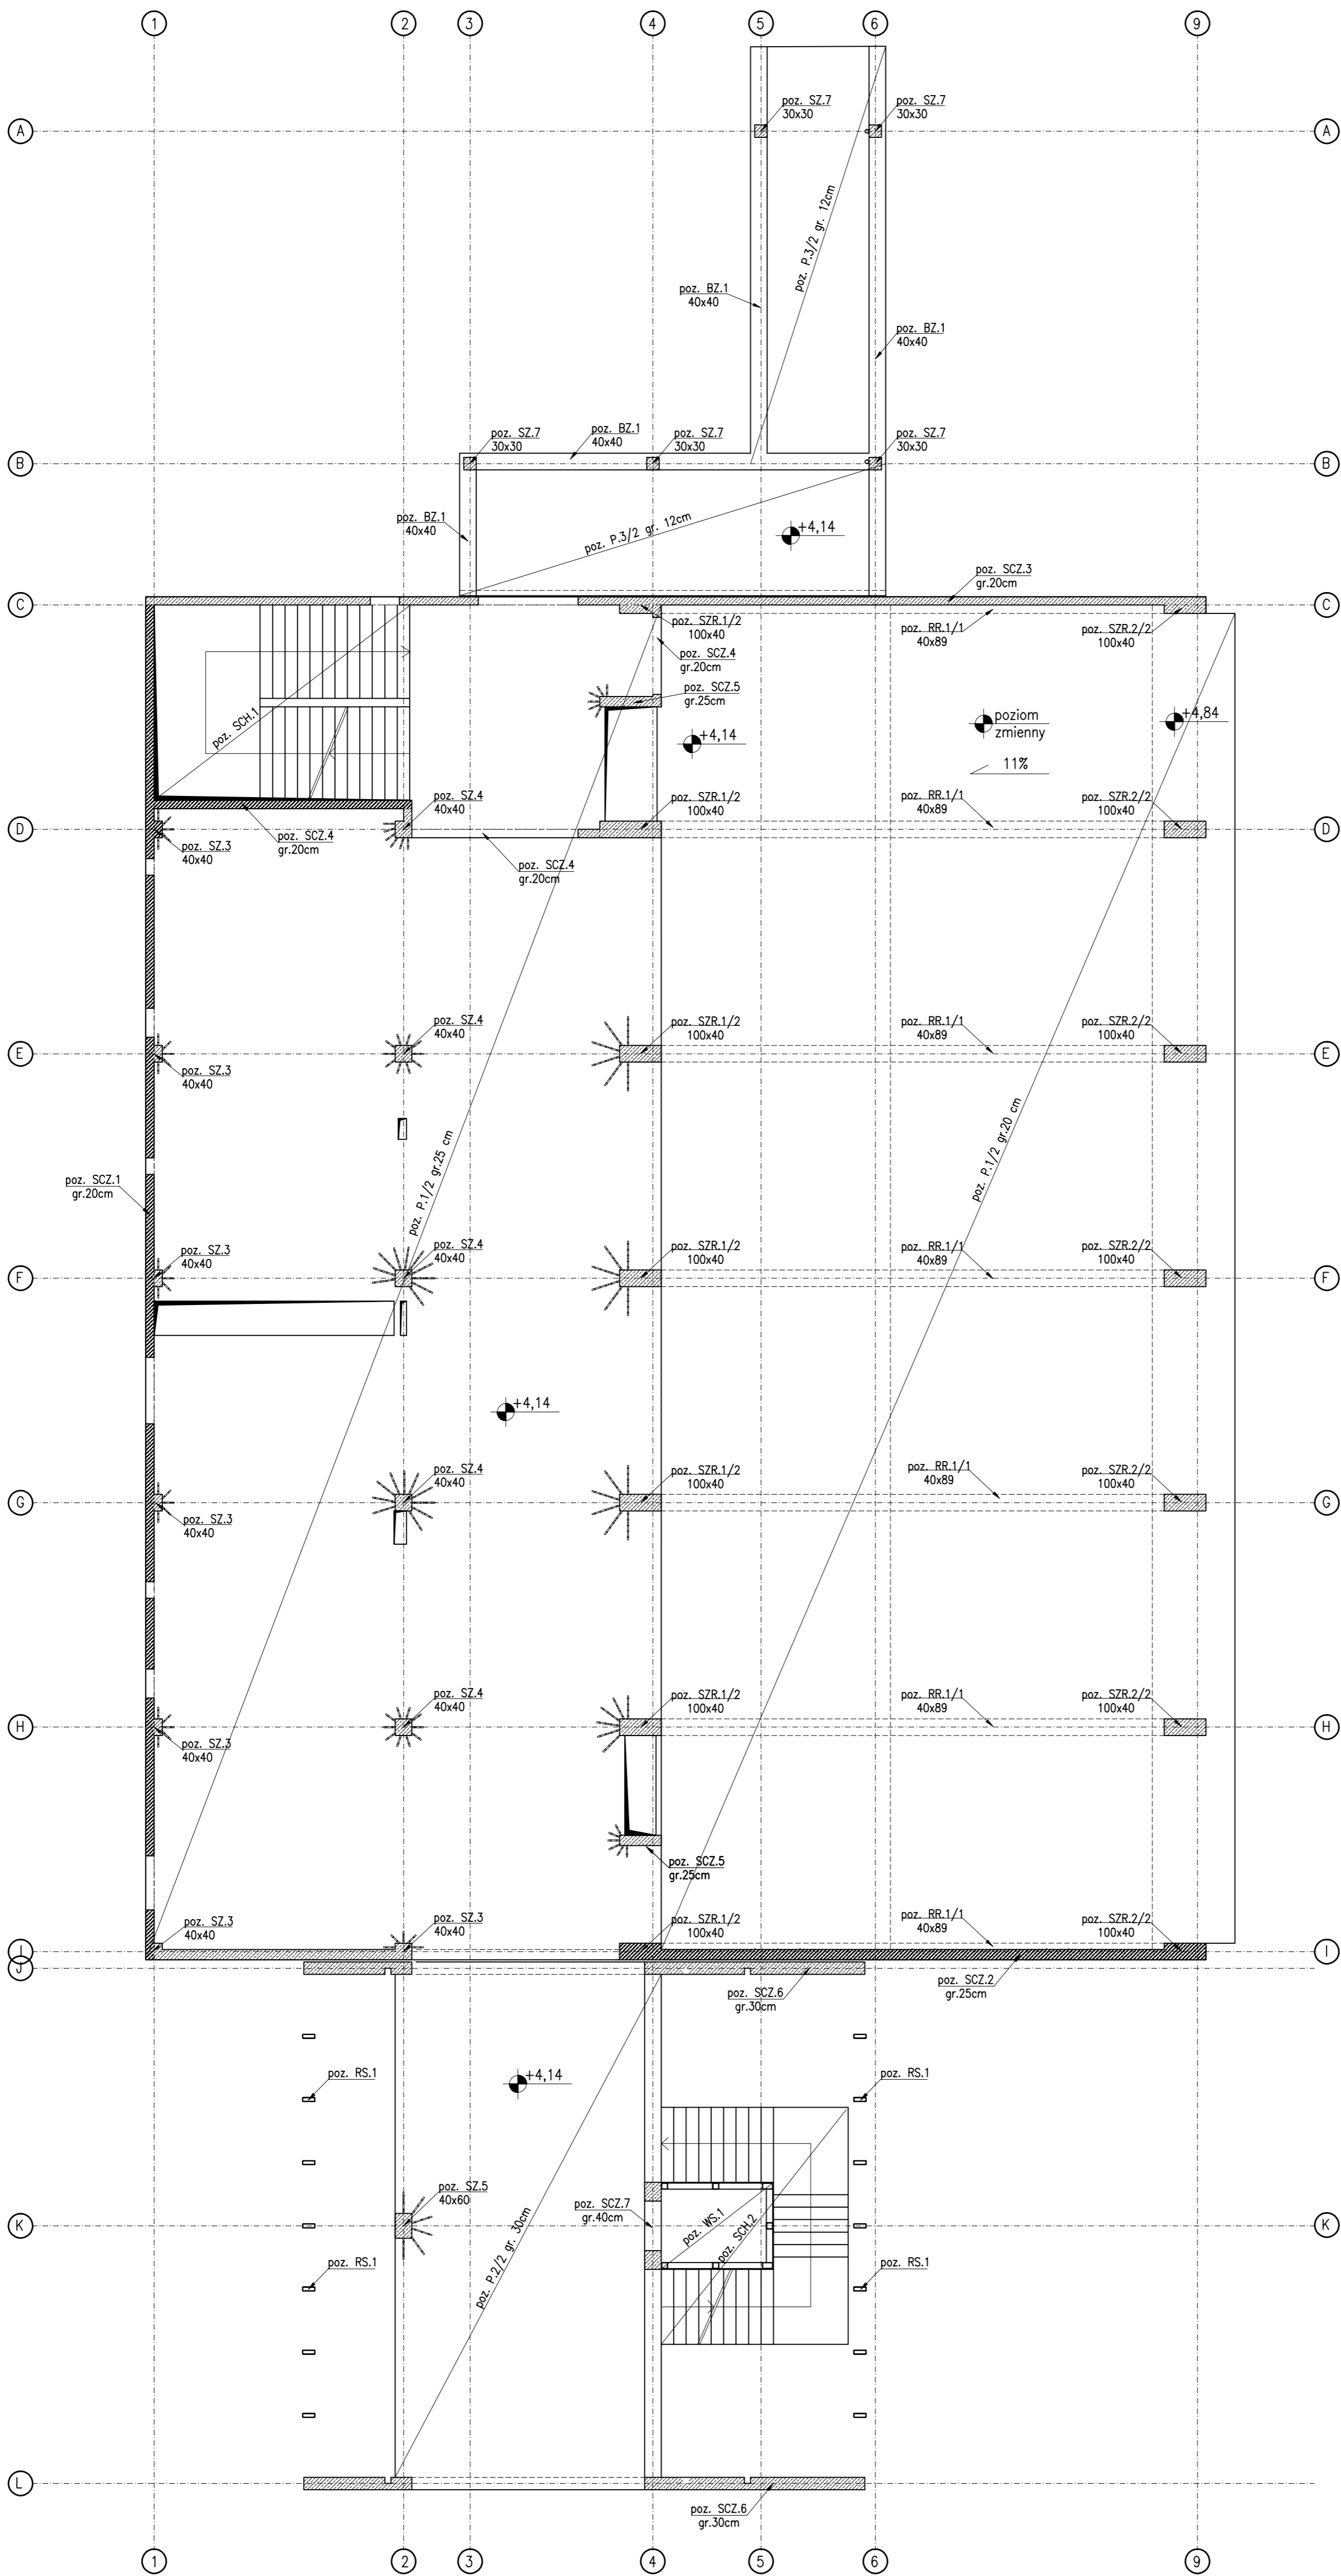 1 2 3 4 5 6 9
A A
poz. SZ.7
30x30
poz. SZ.7
30x30
poz. P.3/2 gr. 12cm
poz. BZ.1
40x40
poz. BZ.1
40x40
poz. SZ.7
30x30
poz. BZ.1
40x40
poz. SZ.7
30x30
poz. SZ.7
30x30
B B
poz. BZ.1
40x40
poz. P.3/2 gr. 12cm
+4,14
poz. SCZ.3
gr.20cm
C C
poz. SZR.1/2
100x40
poz. RR.1/1
40x89
poz. SZR.2/2
100x40
poz. SCZ.4
gr.20cm
poz. SCZ.5
gr.25cm
poz. SCH.1
+4,14
poziom
zmienny
11%
+4,84
poz. SZ.4
40x40
poz. SZR.1/2
100x40
poz. RR.1/1
40x89
poz. SZR.2/2
100x40
D D
poz. SZ.3
40x40
poz. SCZ.4
gr.20cm
poz. SCZ.4
gr.20cm
poz. SZ.4
40x40
poz. SZR.1/2
100x40
poz. RR.1/1
40x89
poz. SZR.2/2
100x40
E E
poz. SZ.3
40x40
poz. P.1/2 gr.25 cm
poz. P.1/2 gr.20 cm
poz. SCZ.1
gr.20cm
poz. SZ.3
40x40
poz. SZ.4
40x40
poz. SZR.1/2
100x40
poz. RR.1/1
40x89
poz. SZR.2/2
100x40
F F
+4,14
poz. SZ.4
40x40
poz. SZR.1/2
100x40
poz. RR.1/1
40x89
poz. SZR.2/2
100x40
G G
poz. SZ.3
40x40
poz. SZ.4
40x40
poz. SZR.1/2
100x40
poz. RR.1/1
40x89
poz. SZR.2/2
100x40
H H
poz. SZ.3
40x40
poz. SCZ.5
gr.25cm
poz. SZ.3
40x40
poz. SZ.3
40x40
poz. SZR.1/2
100x40
poz. RR.1/1
40x89
poz. SZR.2/2
100x40
I I
J
poz. SCZ.6
gr.30cm
poz. SCZ.2
gr.25cm
poz. RS.1
+4,14
poz. RS.1
poz. SZ.5
40x60
poz. SCZ.7
gr.40cm
poz. WS.1
poz. SCH.2
K K
poz. P.2/2 gr. 30cm
poz. RS.1
poz. RS.1
L
poz. SCZ.6
gr.30cm
1 2 3 4 5 6 9